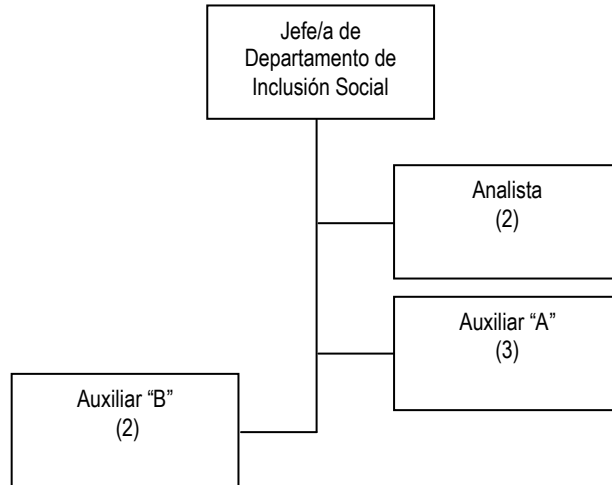 Jefe/a de
Departamento de
Inclusión Social
Analista
(2)
Auxiliar “A”
(3)
Auxiliar “B”
(2)